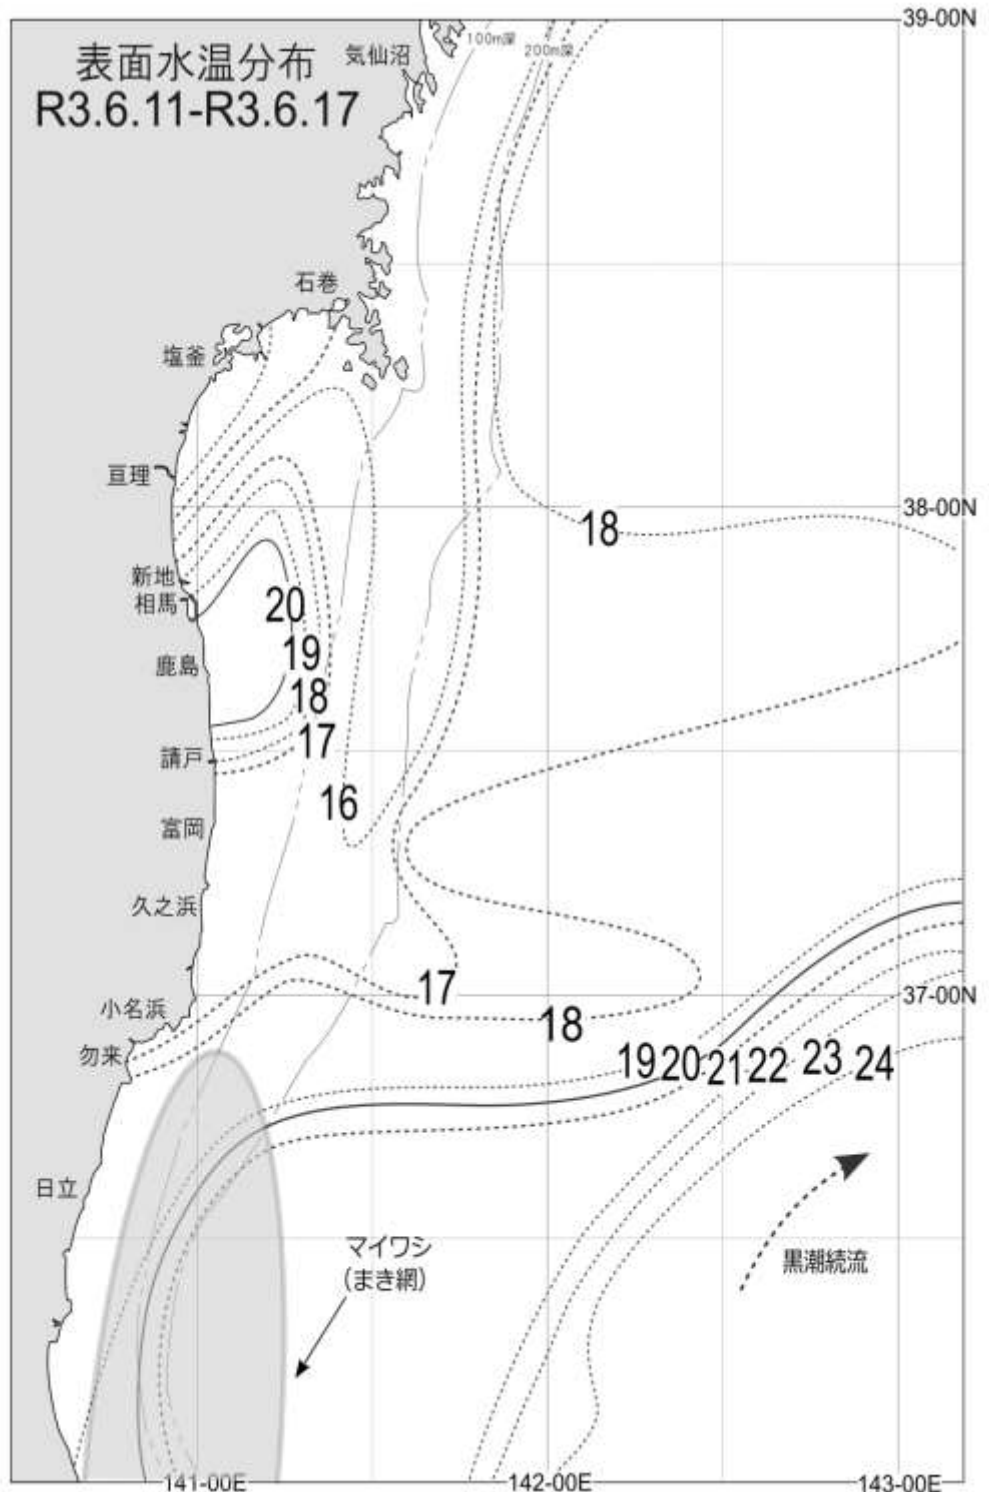 39-00N
100m深
200m深
気仙沼
表面水温分布
R3.6.11-R3.6.17
石巻
塩釜
亘理
38-00N
18
新地
相馬
20
鹿島
19
18
17
請戸
16
富岡
久之浜
17
37-00N
小名浜
18
勿来
19
20
21
22
23
24
日立
マイワシ
(まき網)
黒潮続流
141-00E
142-00E
143-00E